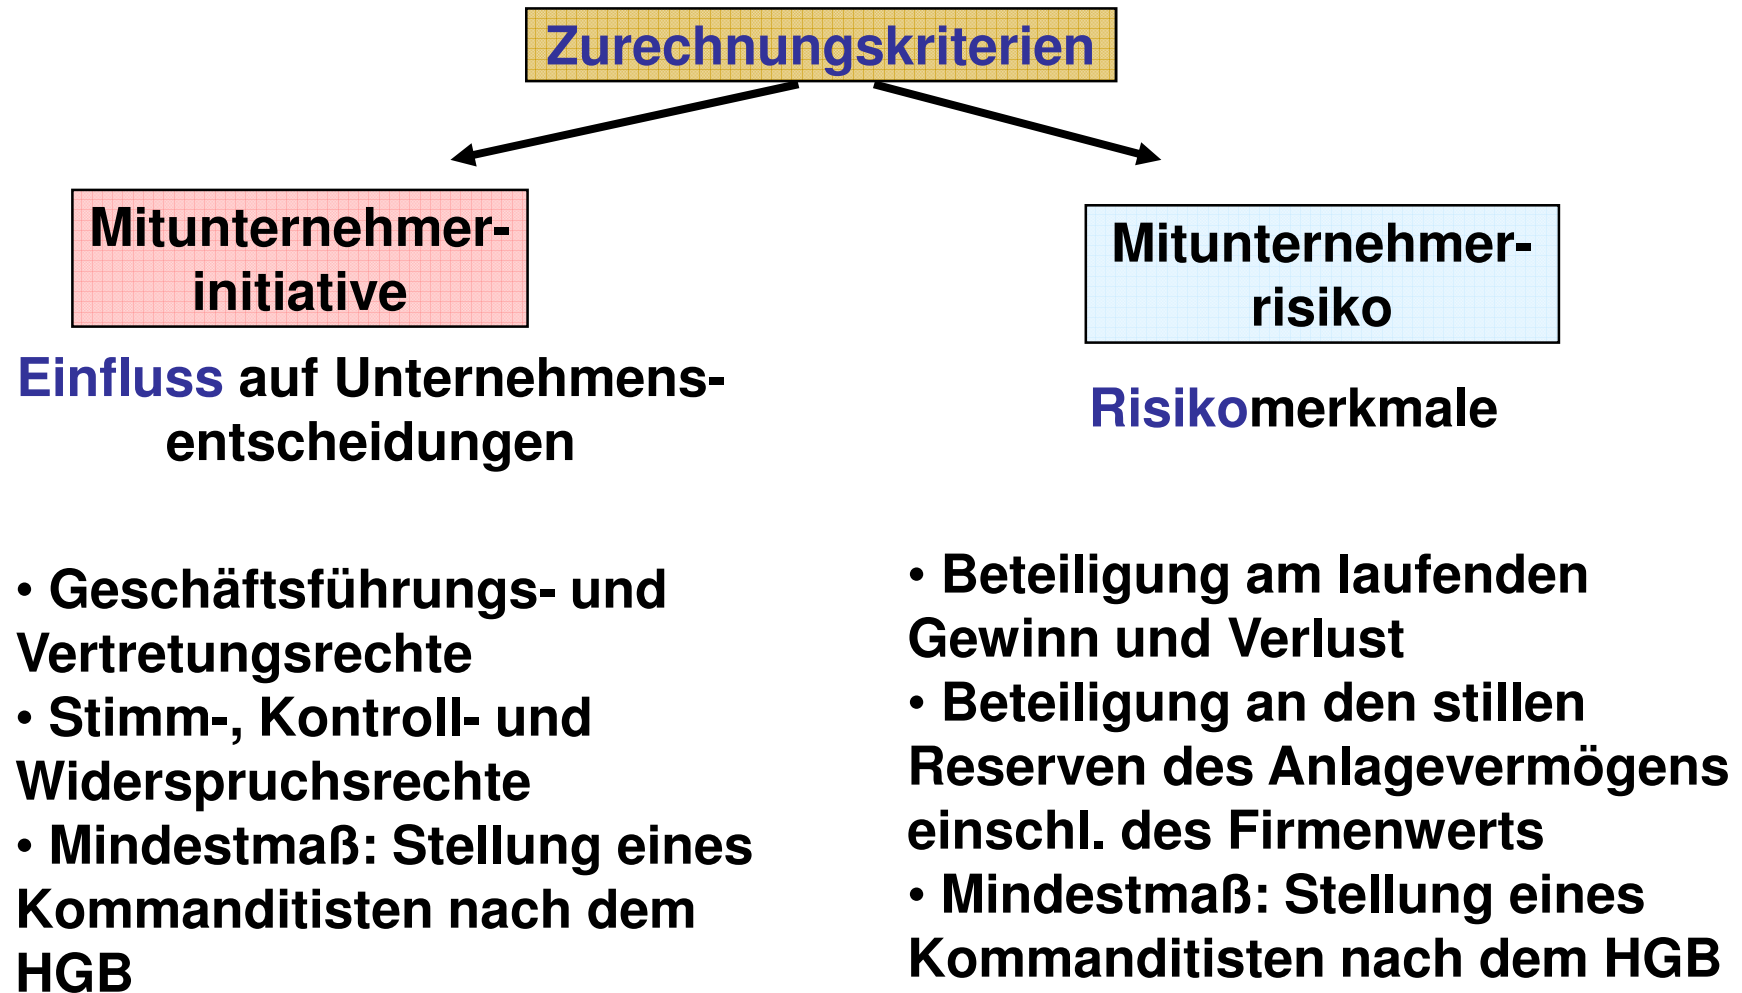 Zurechnungskriterien
Mitunternehmer-
initiative
Einfluss auf Unternehmens-
entscheidungen
• Geschäftsführungs- und
Vertretungsrechte
• Stimm-, Kontroll- und
Widerspruchsrechte
• Mindestmaß: Stellung eines
Kommanditisten nach dem
HGB
Mitunternehmer-
risiko
Risikomerkmale
• Beteiligung am laufenden
Gewinn und Verlust
• Beteiligung an den stillen
Reserven des Anlagevermögens
einschl. des Firmenwerts
• Mindestmaß: Stellung eines
Kommanditisten nach dem HGB